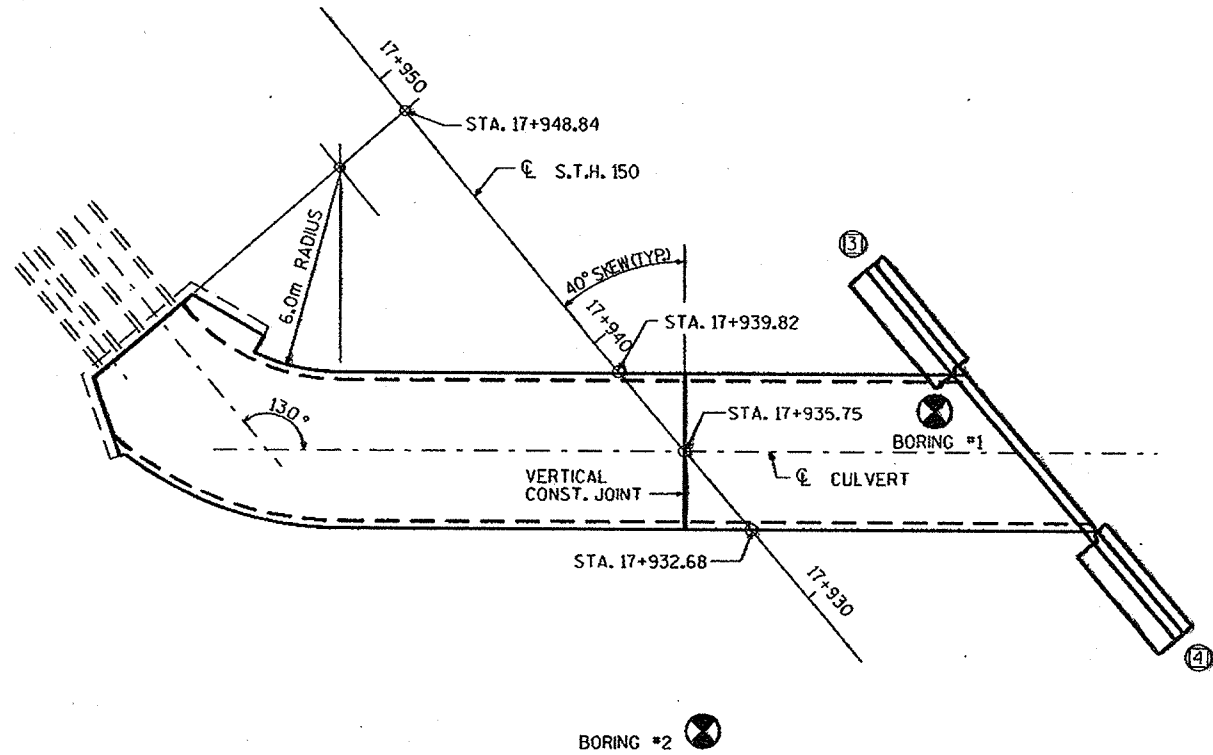 17+950
STA. 17+948.84
℄ S.T.H. 150
6.0m RADIUS
40° SKEW(TYP.)
3
17+940
STA. 17+939.82
130°
STA. 17+935.75
BORING #1
VERTICAL
CONST. JOINT
℄ CULVERT
STA. 17+932.68
17+930
4
BORING #2